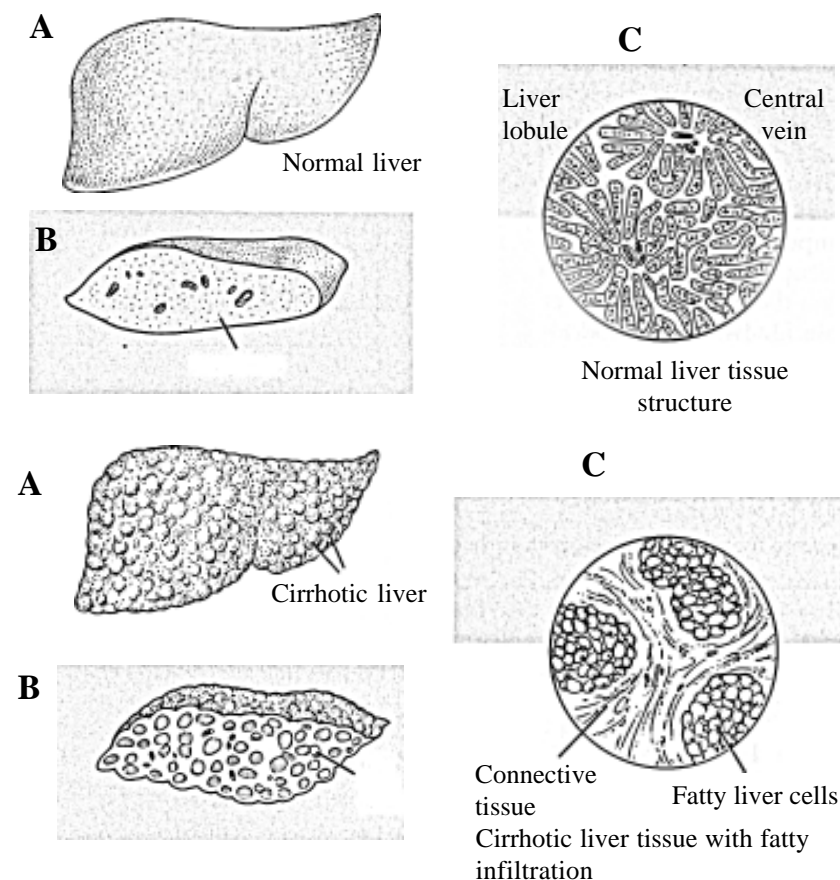 A
Normal liver
B
C
Liver
lobule
Central
vein
Normal liver tissue
structure
A
Cirrhotic liver
B
C
Connective
tissue
Fatty liver cells
Cirrhotic liver tissue with fatty
infiltration